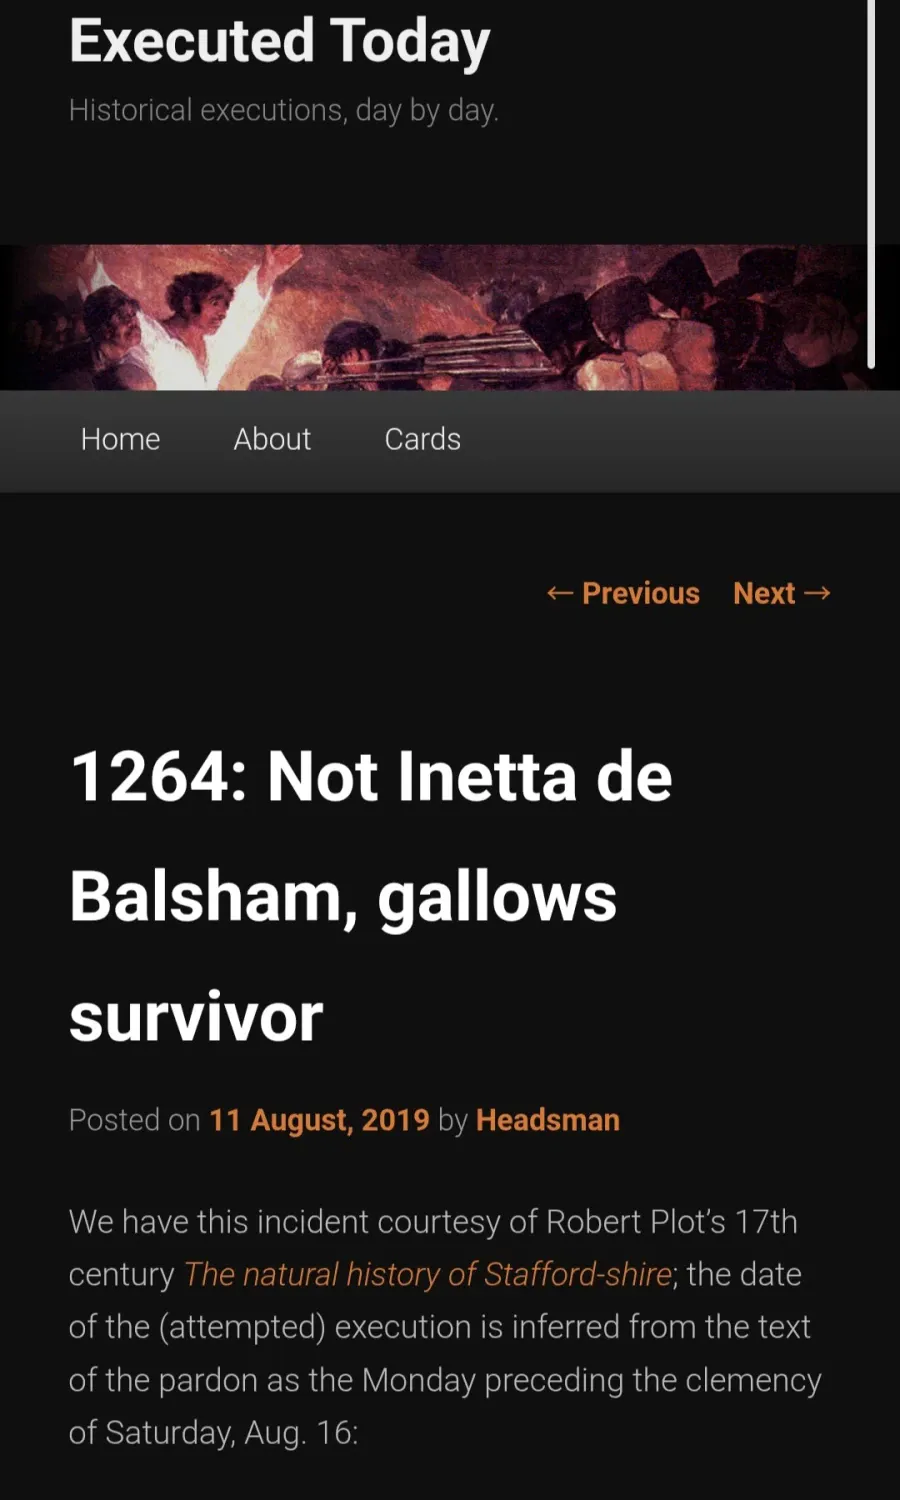 Executed Today
Historical executions, day by day.
Home About Cards
← Previous Next →
1264: Not Inetta de
Balsham, gallows
survivor
Posted on 11 August, 2019 by Headsman
We have this incident courtesy of Robert Plot’s 17th
century The natural history of Stafford-shire; the date
of the (attempted) execution is inferred from the text
of the pardon as the Monday preceding the clemency
of Saturday, Aug. 16: